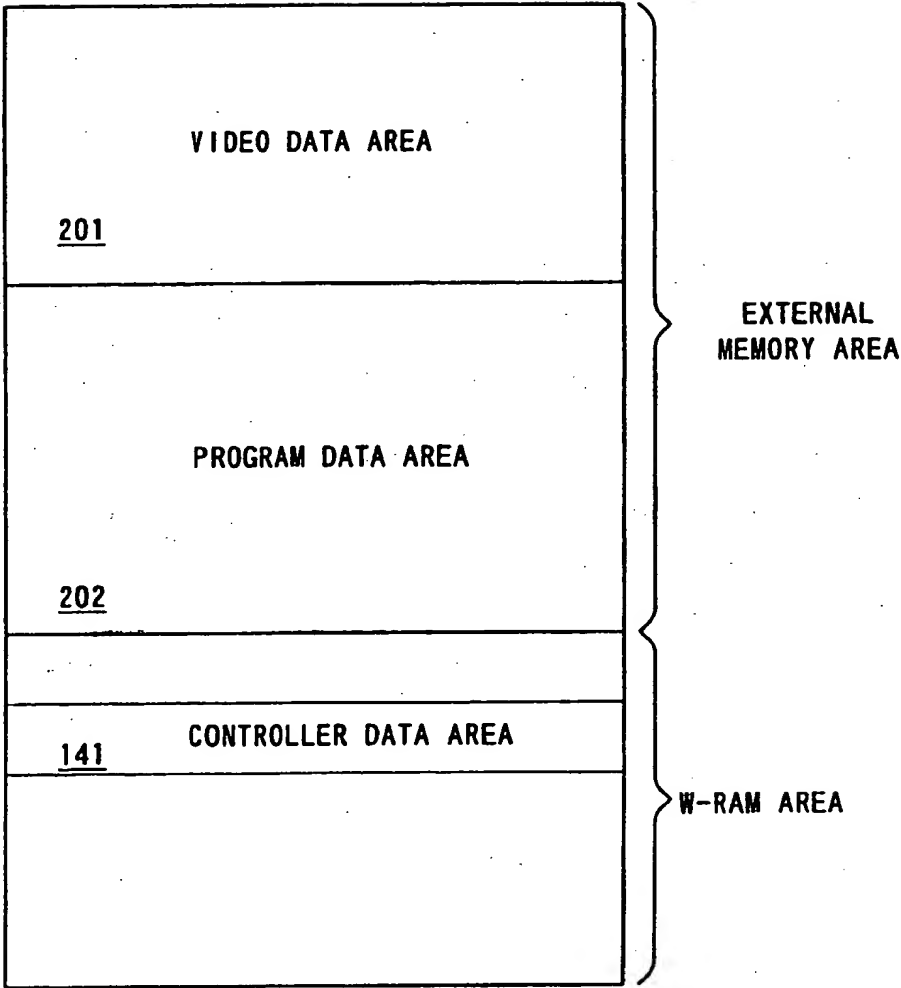 VIDEO DATA AREA
201
EXTERNAL
MEMORY AREA
PROGRAM DATA AREA
202
CONTROLLER DATA AREA
141
W-RAM AREA